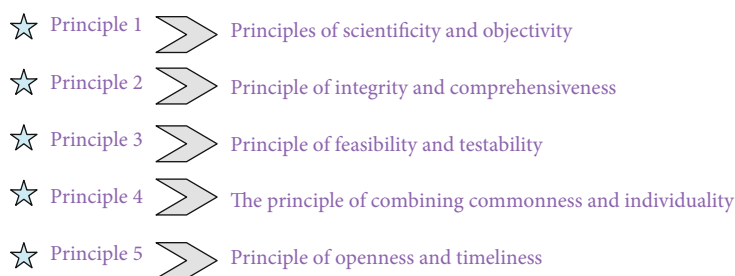 Principle 1 Principles of scientificity and objectivity
Principle 2 Principle of integrity and comprehensiveness
Principle 3 Principle of feasibility and testability
Principle 4 The principle of combining commonness and individuality
Principle 5 Principle of openness and timeliness